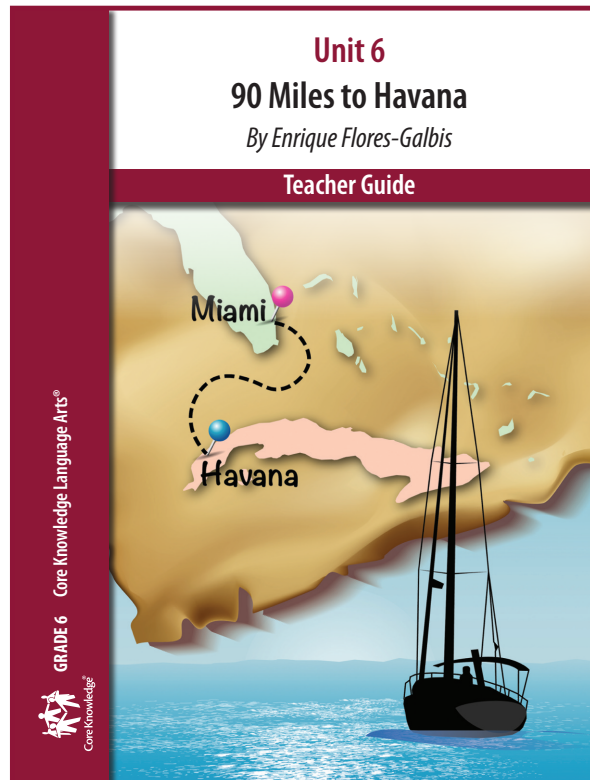 Unit 6
90 Miles to Havana
By Enrique Flores-Galbis
Teacher Guide
Miami
Havana
GRADE 6 Core Knowledge Language Arts®
Core Knowledge®